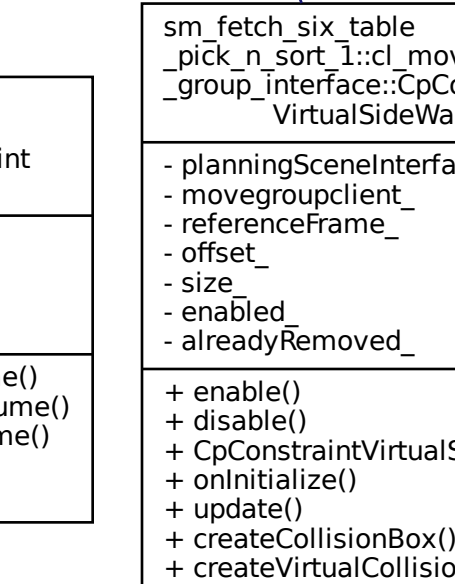 int
e()
ume()
me()
sm_fetch_six_table
_pick_n_sort_1::cl_mov
_group_interface::CpCo
VirtualSideWa
- planningSceneInterfa
- movegroupclient_
- referenceFrame_
- offset_
- size_
- enabled_
- alreadyRemoved_
+ enable()
+ disable()
+ CpConstraintVirtualS
+ onInitialize()
+ update()
+ createCollisionBox()
+ createVirtualCollisio